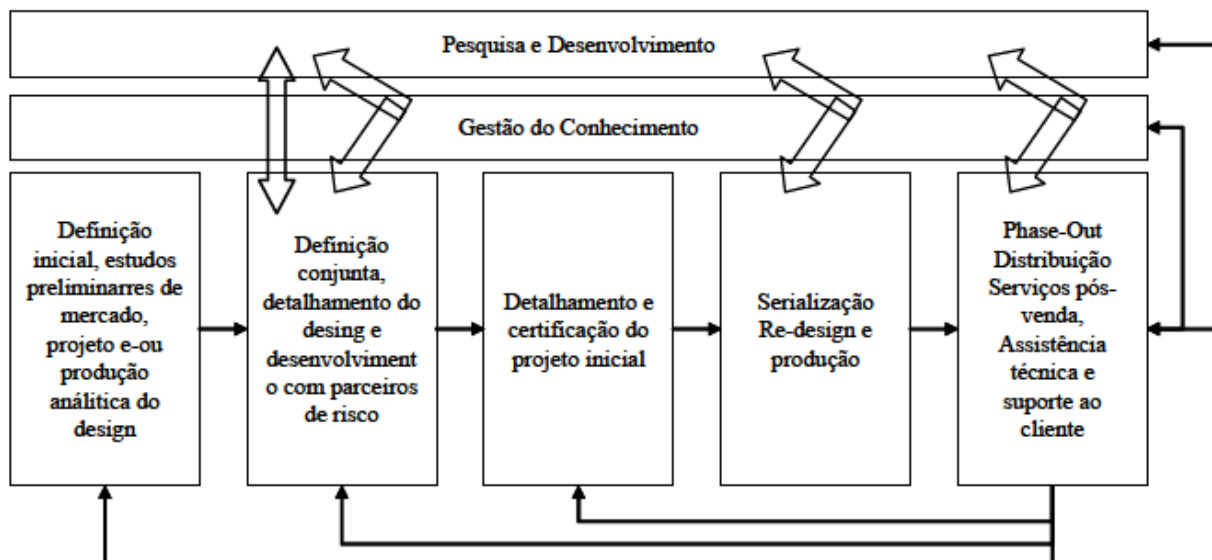 Pesquisa e Desenvolvimento
Gestão do Conhecimento
Definição
inicial, estudos
preliminarres de
mercado,
projeto e-ou
produção
análitica do
design
Definição
conjunta,
detalhamento do
desing e
desenvolviment
o com parceiros
de risco
Detalhamento e
certificação do
projeto inicial
Serialização
Re-design e
produção
Phase-Out
Distribuição
Serviços pós-
venda,
Assistência
técnica e
suporte ao
cliente